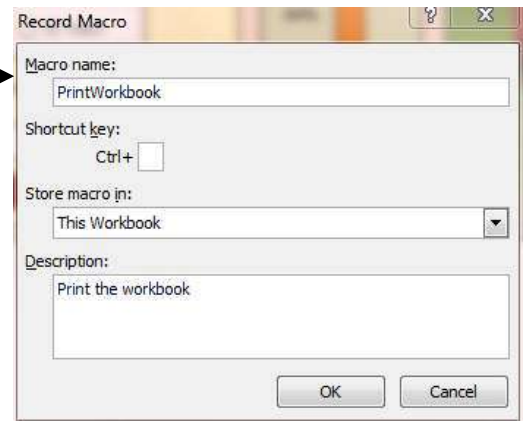 Record Macro
Macro name:
PrintWorkbook
Shortcut key:
Ctrl+
Store macro in:
This Workbook
Description:
Print the workbook
OK Cancel